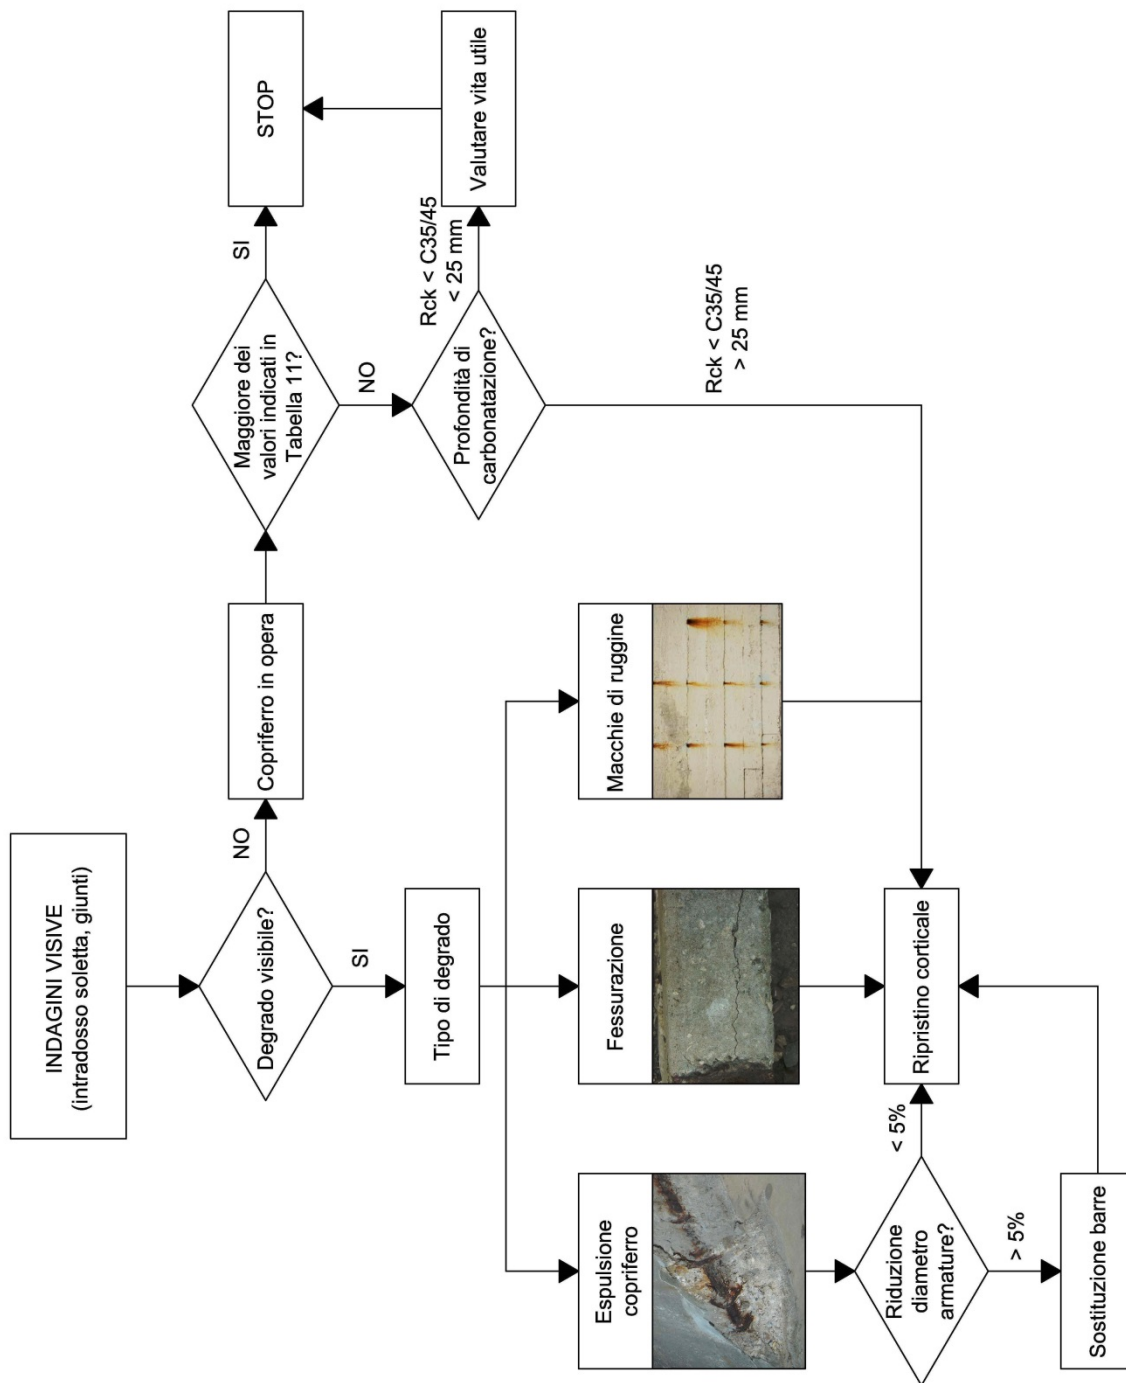 INDAGINI VISIVE
(intradosso soletta, giunti)
Degrado visibile?
NO
Copriferro in opera
Maggiore dei
valori indicati in
Tabella 11?
SI
STOP
NO
Profondità di
carbonatazione?
Rck < C35/45
< 25 mm
Valutare vita utile
Rck < C35/45
> 25 mm
SI
Tipo di degrado
Espulsione
copriferro
Fessurazione
Macchie di ruggine
Riduzione
diametro
armature?
< 5%
Ripristino corticale
> 5%
Sostituzione barre